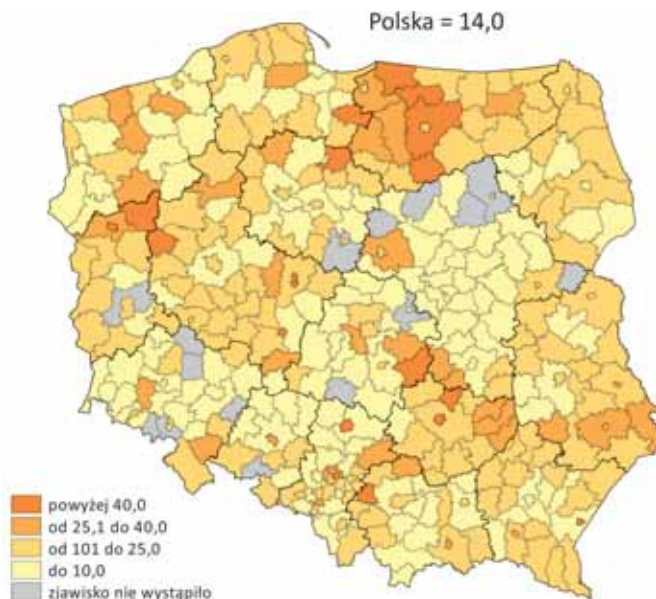 Polska = 14,0
powyżej 40,0
od 25,1 do 40,0
od 101 do 25,0
do 10,0
zjawisko nie wystąpiło